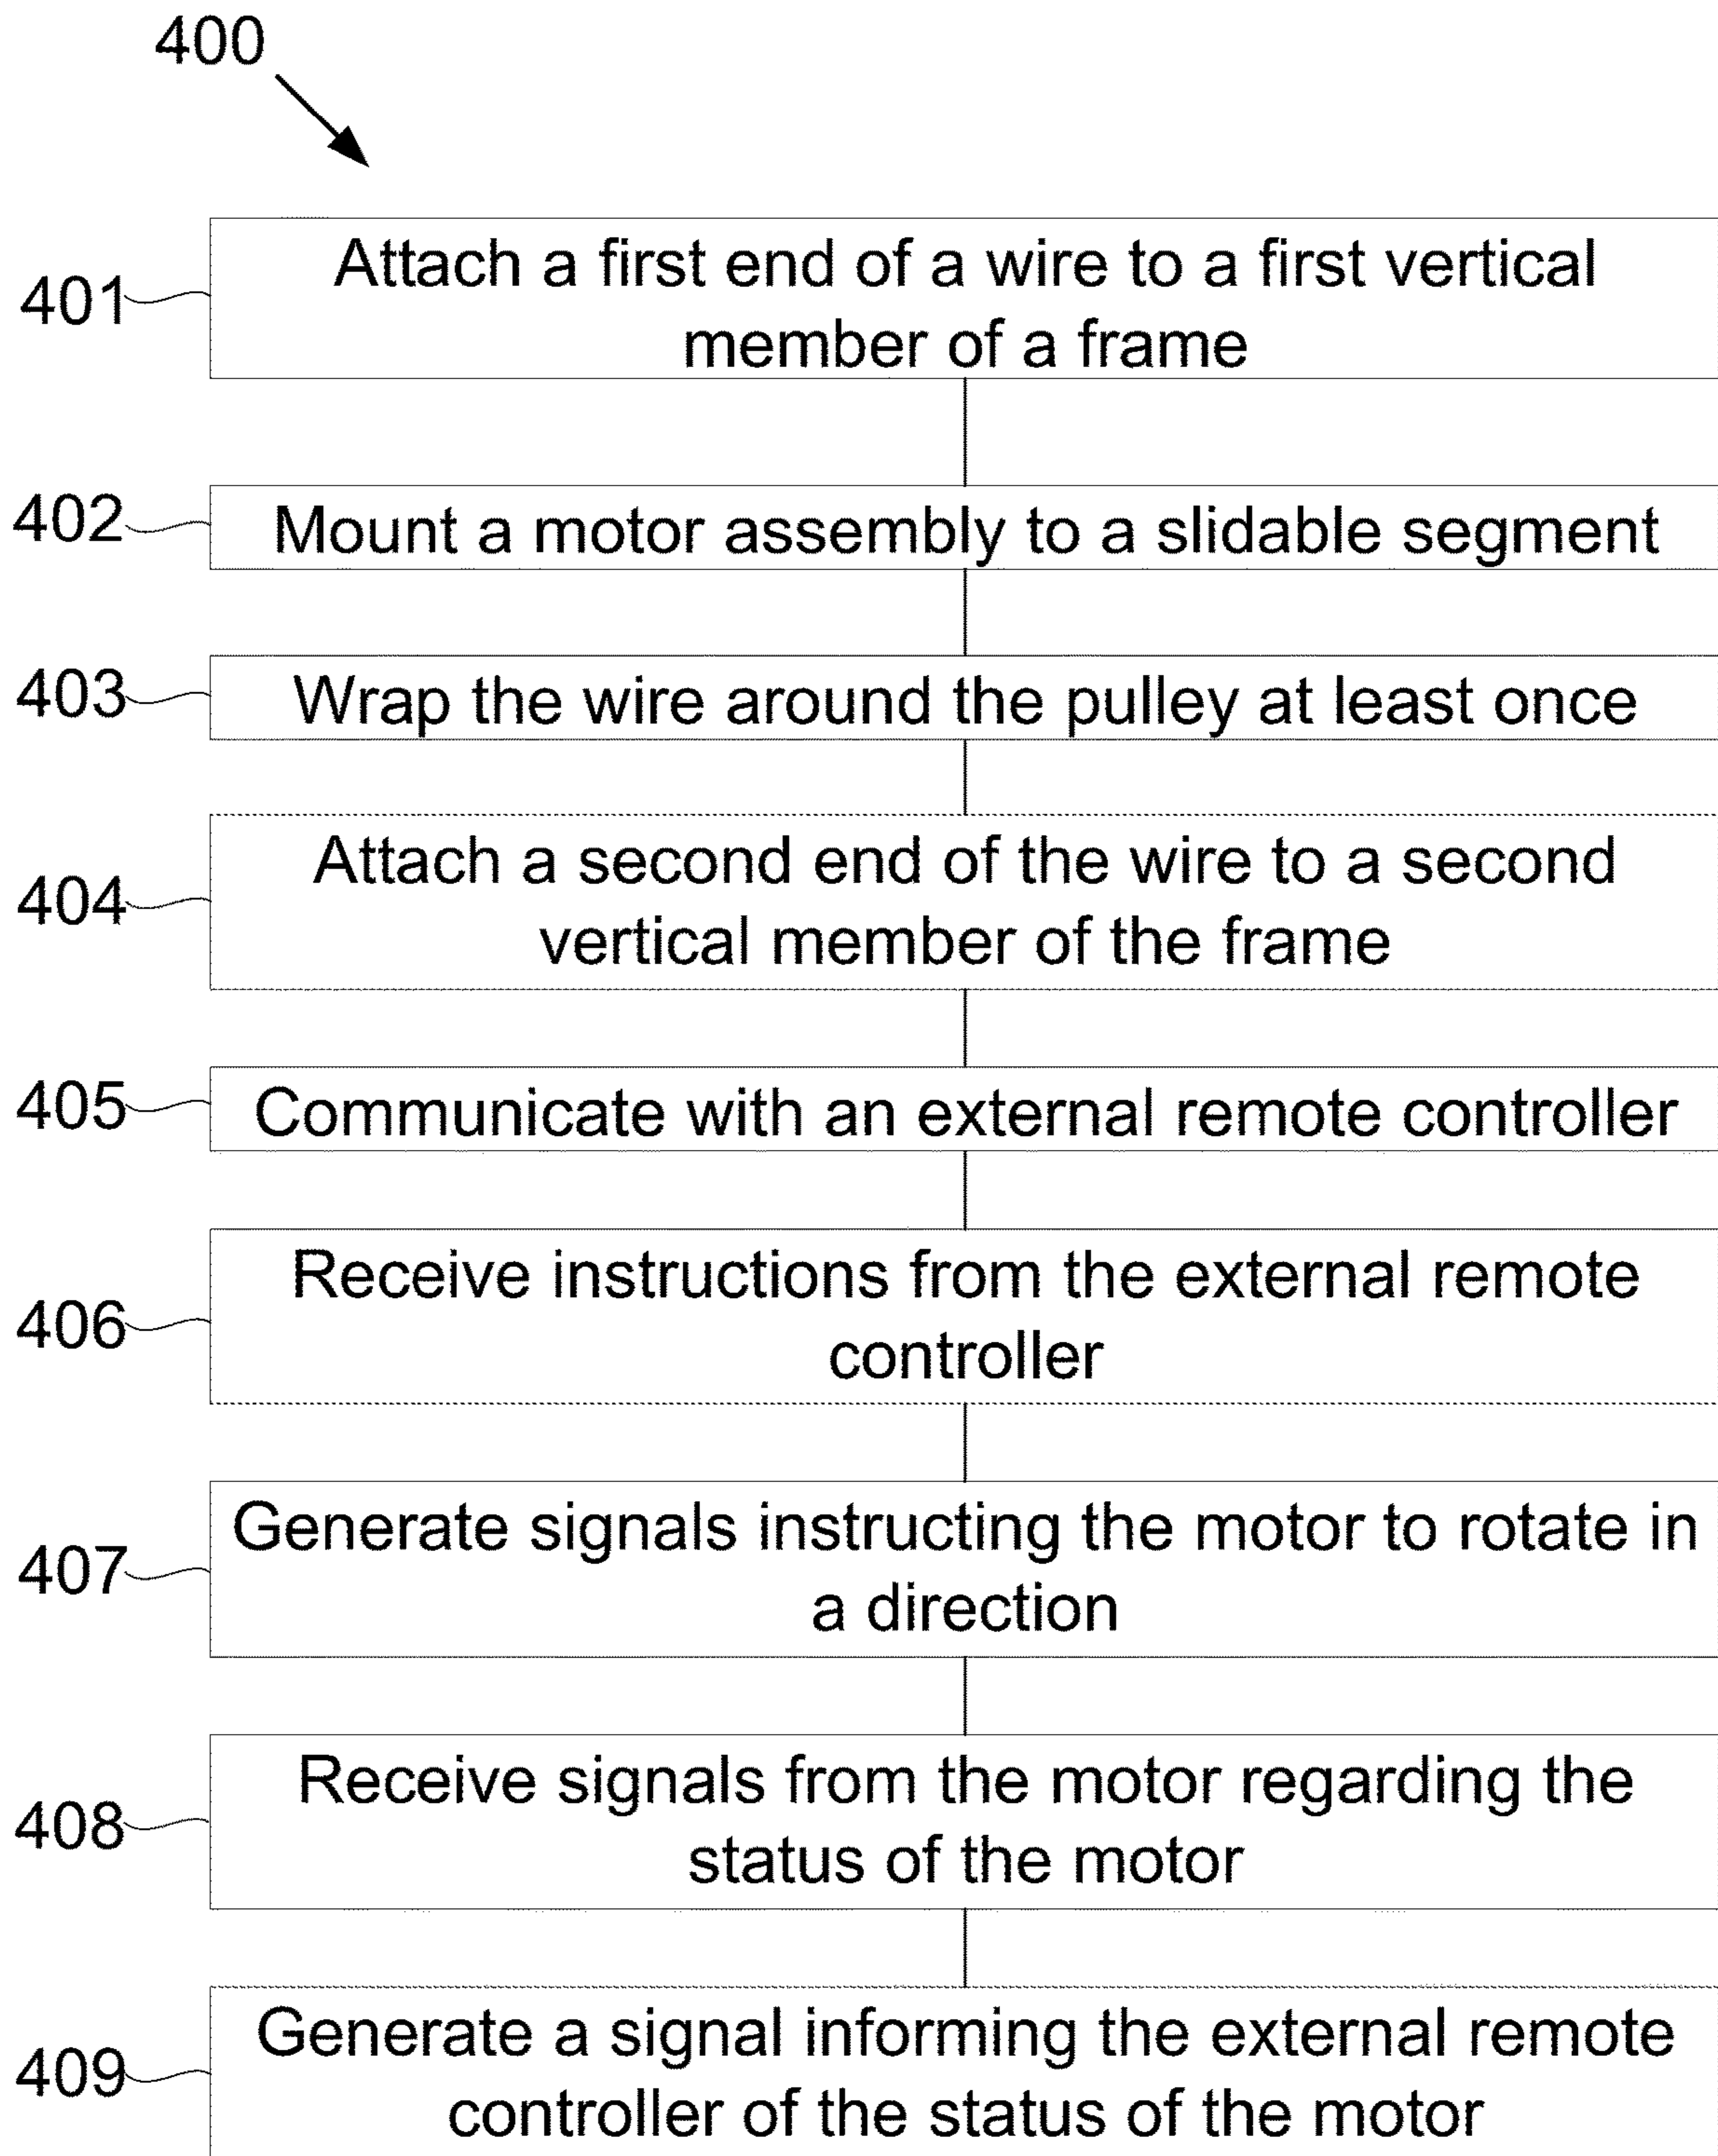 400
401
Attach a first end of a wire to a first vertical
member of a frame
402
Mount a motor assembly to a slidable segment
403
Wrap the wire around the pulley at least once
404
Attach a second end of the wire to a second
vertical member of the frame
405
Communicate with an external remote controller
406
Receive instructions from the external remote
controller
407
Generate signals instructing the motor to rotate in
a direction
408
Receive signals from the motor regarding the
status of the motor
409
Generate a signal informing the external remote
controller of the status of the motor